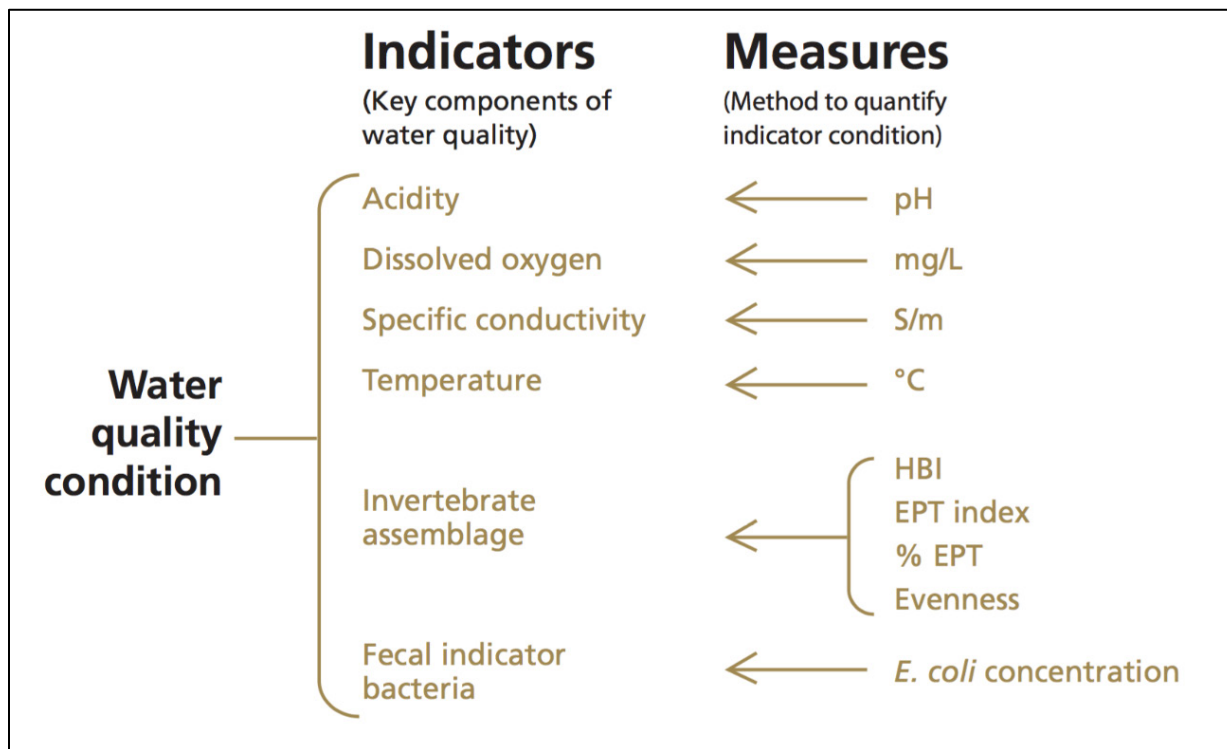 Indicators
(Key components of
water quality)
Measures
(Method to quantify
indicator condition)
Water
quality
condition
Acidity
pH
Dissolved oxygen
mg/L
Specific conductivity
S/m
Temperature
°C
Invertebrate
assemblage
HBI
EPT index
% EPT
Evenness
Fecal indicator
bacteria
E. coli concentration